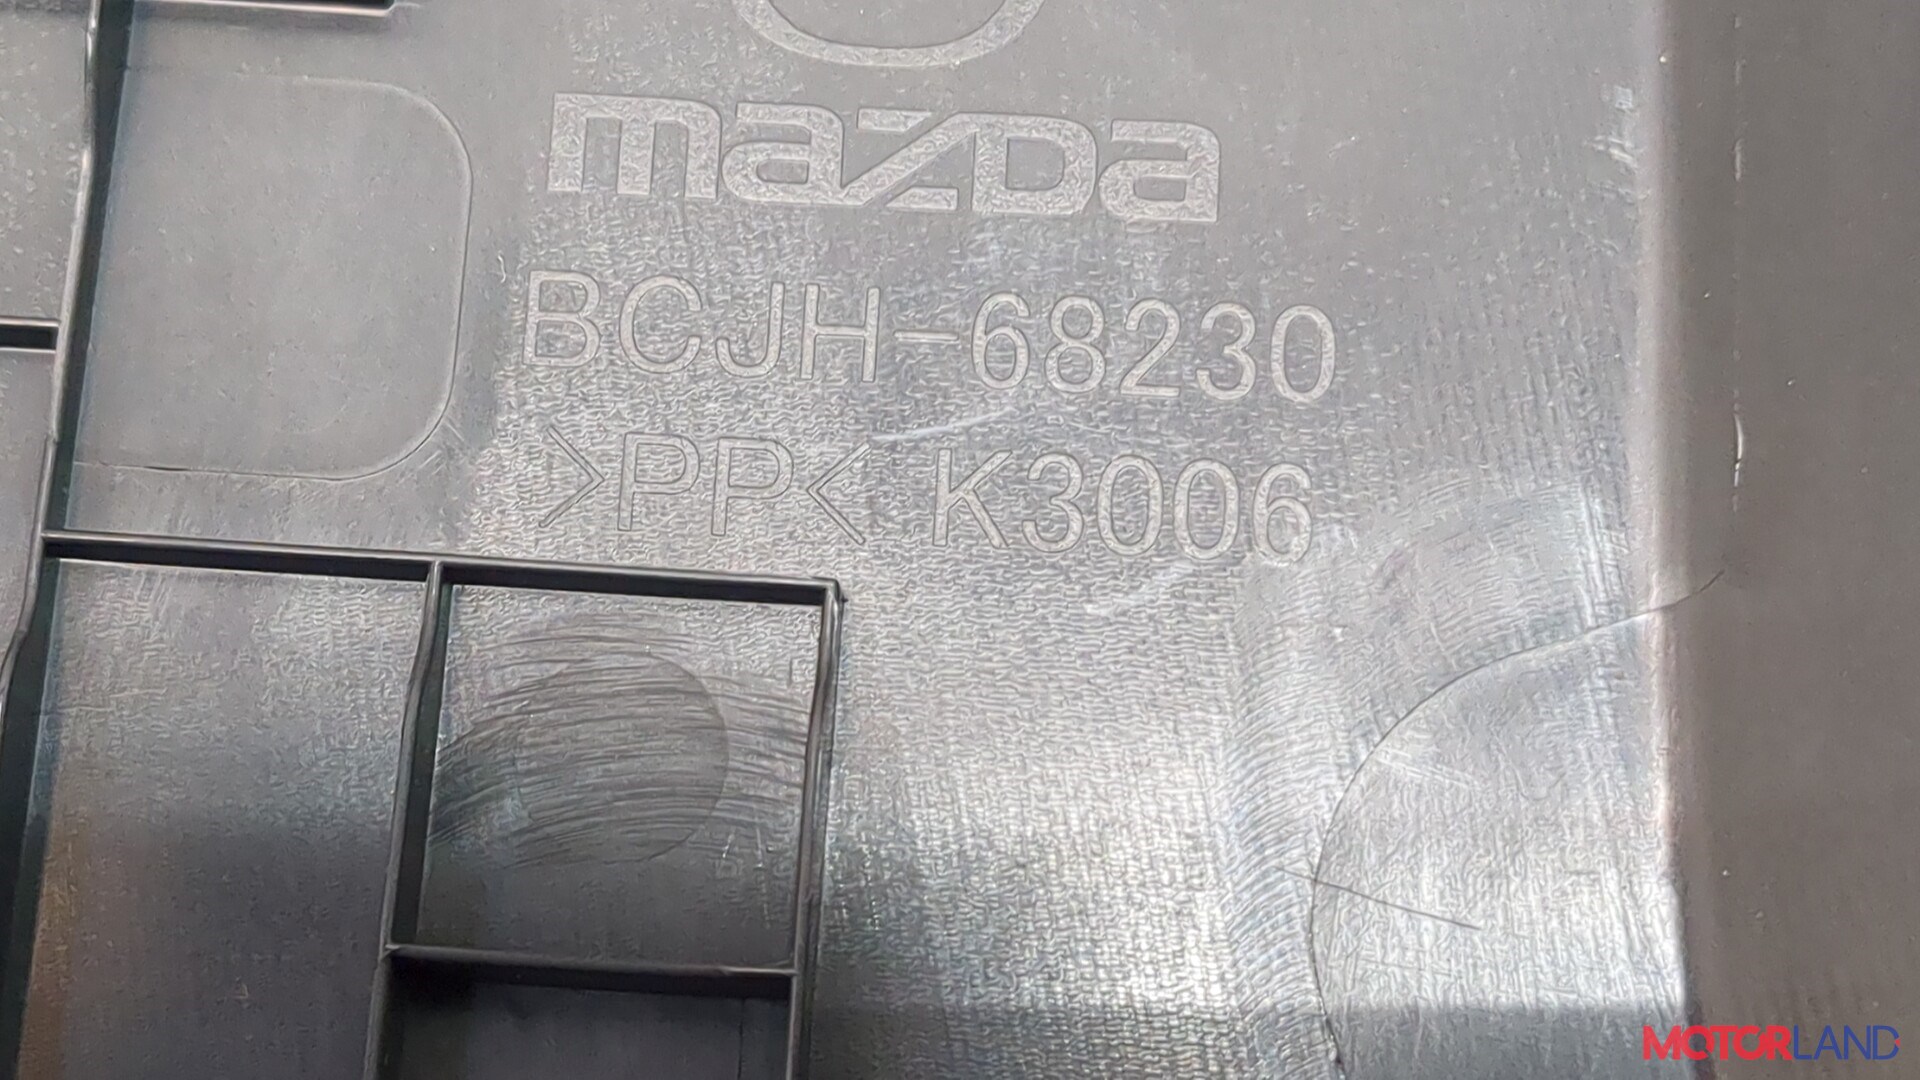 mazDa
BCJH-68230
>PP< K3006
MOTORLAND